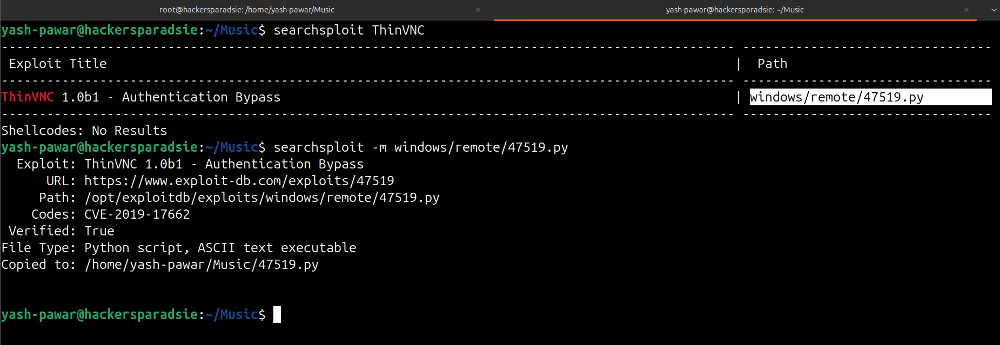 root@hackersparadsie: /home/yash-pawar/Music × yash-pawar@hackersparadsie: ~/Music ×
yash-pawar@hackersparadsie:~/Music$ searchsploit ThinVNC
--------------------------------------------------------------------------------------------------- ---------------------------------
Exploit Title | Path
--------------------------------------------------------------------------------------------------- ---------------------------------
ThinVNC 1.0b1 - Authentication Bypass | windows/remote/47519.py
--------------------------------------------------------------------------------------------------- ---------------------------------
Shellcodes: No Results
yash-pawar@hackersparadsie:~/Music$ searchsploit -m windows/remote/47519.py
Exploit: ThinVNC 1.0b1 - Authentication Bypass
URL: https://www.exploit-db.com/exploits/47519
Path: /opt/exploitdb/exploits/windows/remote/47519.py
Codes: CVE-2019-17662
Verified: True
File Type: Python script, ASCII text executable
Copied to: /home/yash-pawar/Music/47519.py
yash-pawar@hackersparadsie:~/Music$